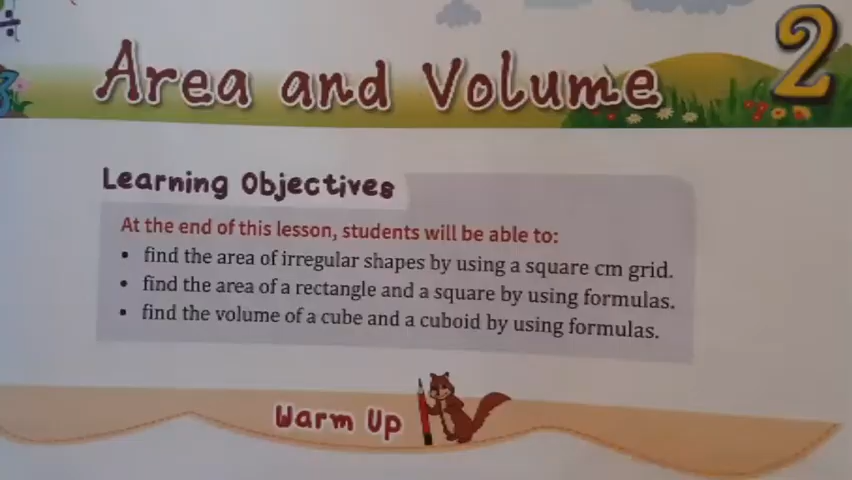 Area and Volume
2
Learning Objectives
At the end of this lesson, students will be able to:
• find the area of irregular shapes by using a square cm grid.
• find the area of a rectangle and a square by using formulas.
• find the volume of a cube and a cuboid by using formulas.
Warm Up